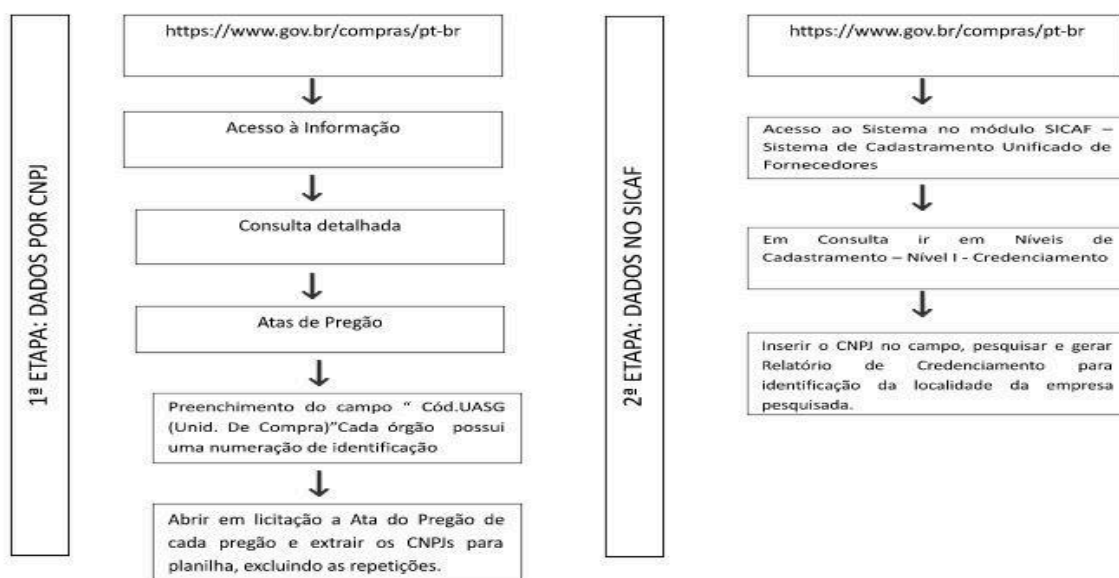 1ª ETAPA: DADOS POR CNPJ
https://www.gov.br/compras/pt-br
Acesso à Informação
Consulta detalhada
Atas de Pregão
Preenchimento do campo “ Cód.UASG
(Unid. De Compra)”Cada órgão possui
uma numeração de identificação
Abrir em licitação a Ata do Pregão de
cada pregão e extrair os CNPJs para
planilha, excluindo as repetições.
2ª ETAPA: DADOS NO SICAF
https://www.gov.br/compras/pt-br
Acesso ao Sistema no módulo SICAF –
Sistema de Cadastramento Unificado de
Fornecedores
Em Consulta ir em Níveis de
Cadastramento – Nível I - Credenciamento
Inserir o CNPJ no campo, pesquisar e gerar
Relatório de Credenciamento para
identificação da localidade da empresa
pesquisada.